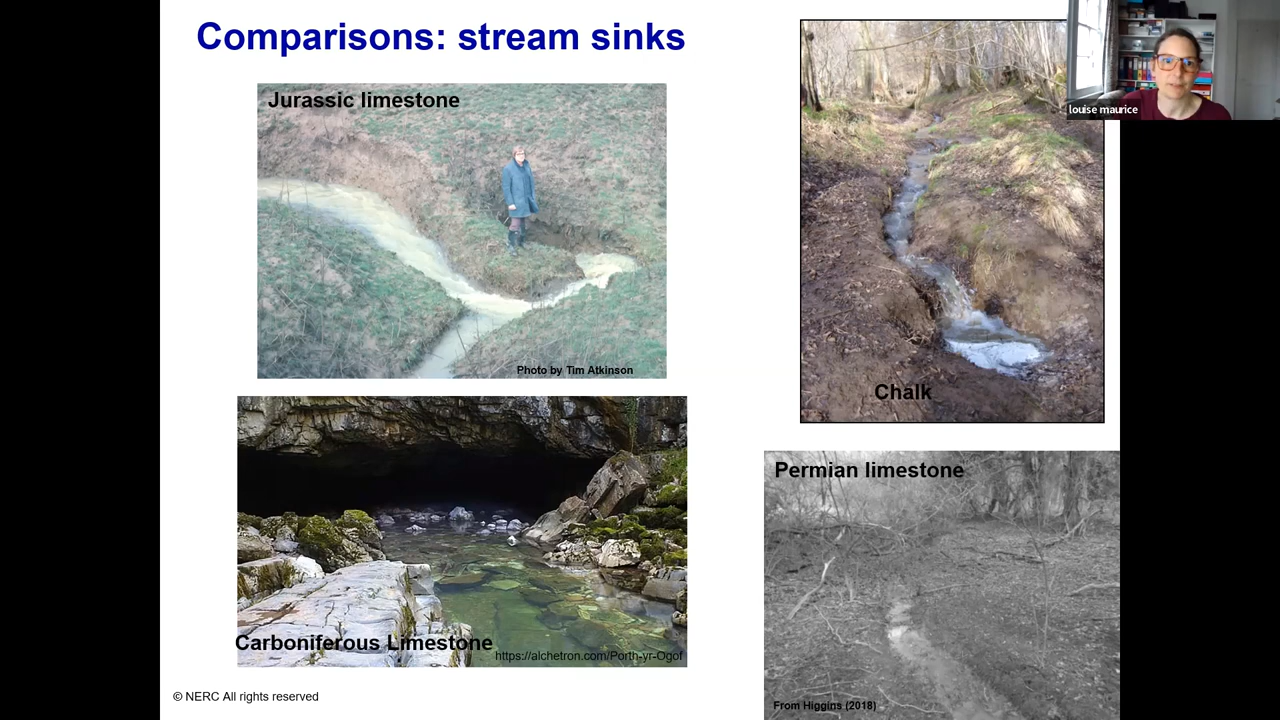 Comparisons: stream sinks
Jurassic limestone
Photo by Tim Atkinson
louise maurice
Chalk
Carboniferous Limestone
https://alchetron.com/Porth-yr-Ogof
Permian limestone
From Higgins (2018)
© NERC All rights reserved